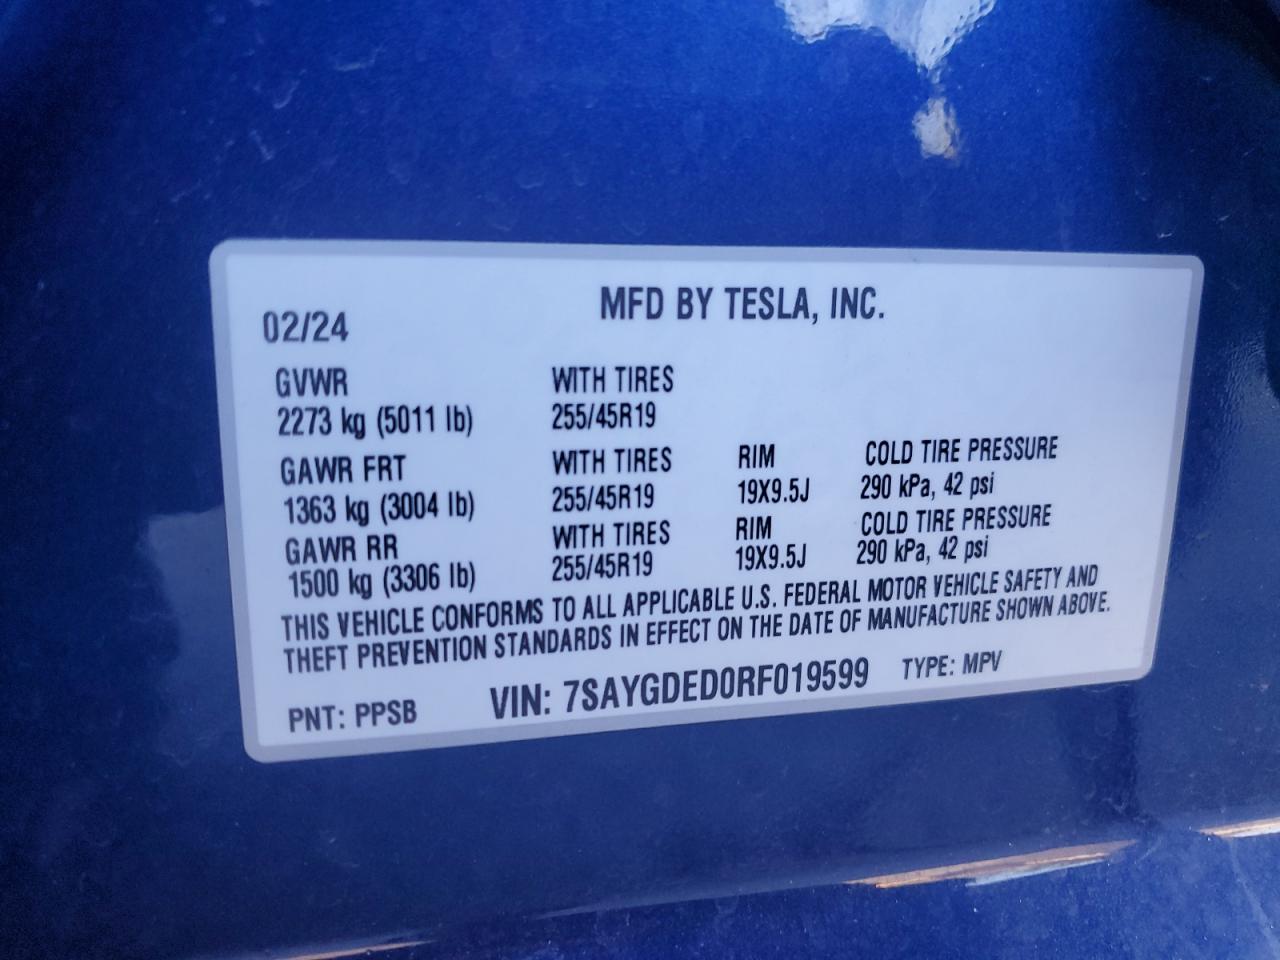 MFD BY TESLA, INC.
02/24
GVWR WITH TIRES
2273 kg (5011 lb) 255/45R19
GAWR FRT WITH TIRES RIM COLD TIRE PRESSURE
1363 kg (3004 lb) 255/45R19 19X9.5J 290 kPa, 42 psi
GAWR RR WITH TIRES RIM COLD TIRE PRESSURE
1500 kg (3306 lb) 255/45R19 19X9.5J 290 kPa, 42 psi
THIS VEHICLE CONFORMS TO ALL APPLICABLE U.S. FEDERAL MOTOR VEHICLE SAFETY AND
THEFT PREVENTION STANDARDS IN EFFECT ON THE DATE OF MANUFACTURE SHOWN ABOVE.
PNT: PPSB VIN: 7SAYGDED0RF019599 TYPE: MPV